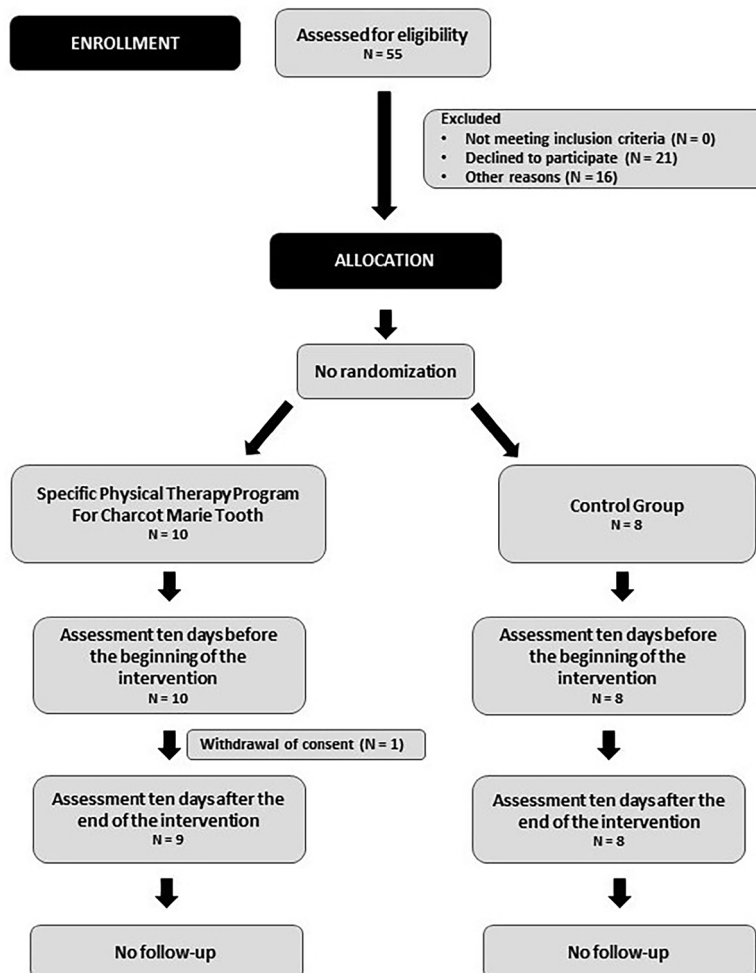 ENROLLMENT
Assessed for eligibility
N = 55
Excluded
• Not meeting inclusion criteria (N = 0)
• Declined to participate (N = 21)
• Other reasons (N = 16)
ALLOCATION
No randomization
Specific Physical Therapy Program
For Charcot Marie Tooth
N = 10
Control Group
N = 8
Assessment ten days before
the beginning of the
intervention
N = 10
Assessment ten days before
the beginning of the
intervention
N = 8
Withdrawal of consent (N = 1)
Assessment ten days after the
end of the intervention
N = 9
Assessment ten days after the
end of the intervention
N = 8
No follow-up
No follow-up